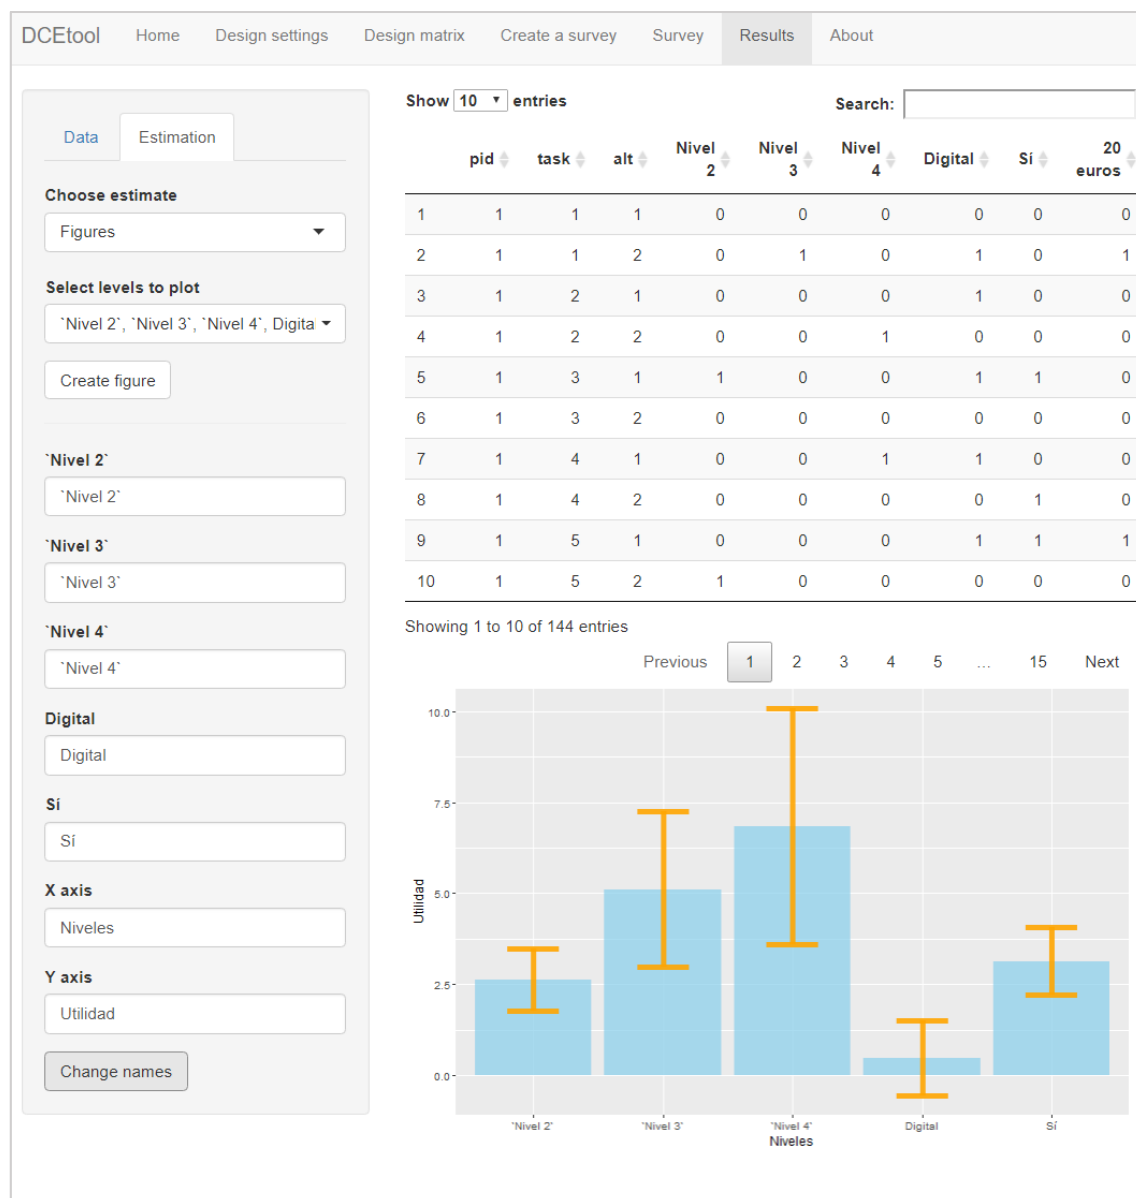 DCEtool Home Design settings Design matrix Create a survey Survey Results About
Data Estimation
Choose estimate
Figures
Select levels to plot
`Nivel 2`, `Nivel 3`, `Nivel 4`, Digita
Create figure
`Nivel 2`
`Nivel 2`
`Nivel 3`
`Nivel 3`
`Nivel 4`
`Nivel 4`
Digital
Digital
Sí
Sí
X axis
Niveles
Y axis
Utilidad
Change names
Show 10 entries Search:
pid task alt Nivel 2 Nivel 3 Nivel 4 Digital Sí 20 euros
1 1 1 1 0 0 0 0 0 0
2 1 1 2 0 1 0 1 0 1
3 1 2 1 0 0 0 1 0 0
4 1 2 2 0 0 1 0 0 0
5 1 3 1 1 0 0 1 1 0
6 1 3 2 0 0 0 0 0 0
7 1 4 1 0 0 1 1 0 0
8 1 4 2 0 0 0 0 1 0
9 1 5 1 0 0 0 1 1 1
10 1 5 2 1 0 0 0 0 0
Showing 1 to 10 of 144 entries
Previous 1 2 3 4 5 … 15 Next
10.0
7.5
5.0
2.5
0.0
Utilidad
`Nivel 2` `Nivel 3` `Nivel 4` Digital Sí
Niveles